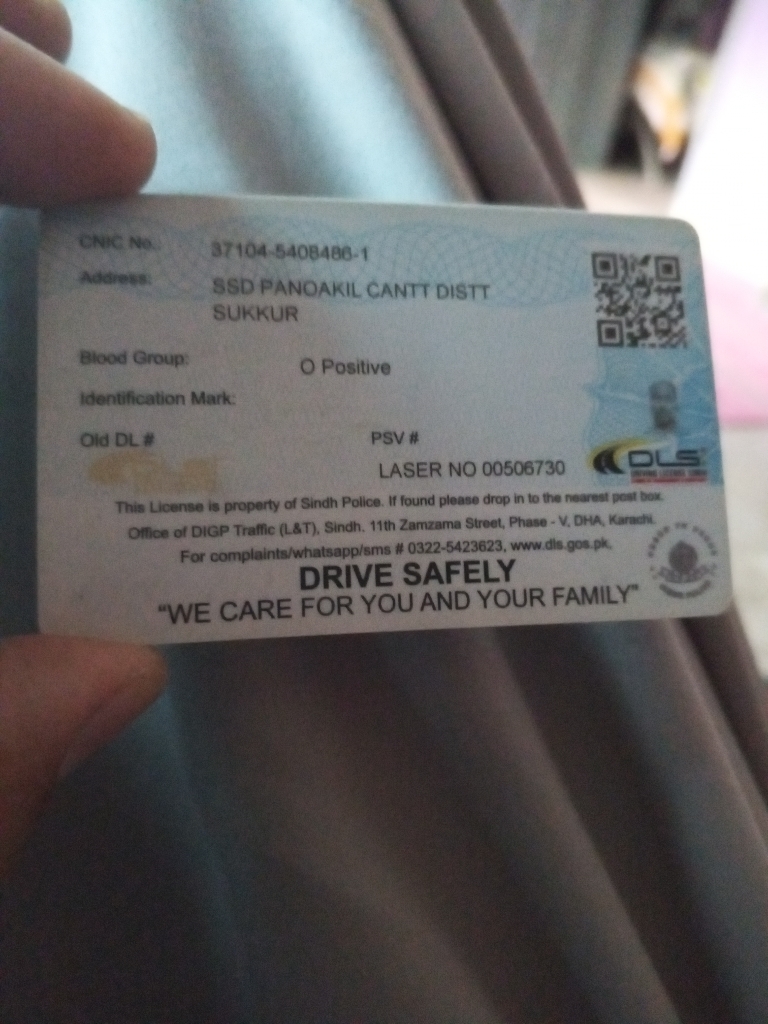 CNIC No.: 37104-5408486-1
Address: SSD PANOAKIL CANTT DISTT
SUKKUR
Blood Group: O Positive
Identification Mark:
Old DL # PSV #
LASER NO 00506730
DLS
This License is property of Sindh Police. If found please drop in to the nearest post box.
Office of DIGP Traffic (L&T), Sindh. 11th Zamzama Street, Phase - V, DHA, Karachi.
For complaints/whatsapp/sms # 0322-5423623, www.dls.gos.pk,
DRIVE SAFELY
“WE CARE FOR YOU AND YOUR FAMILY”